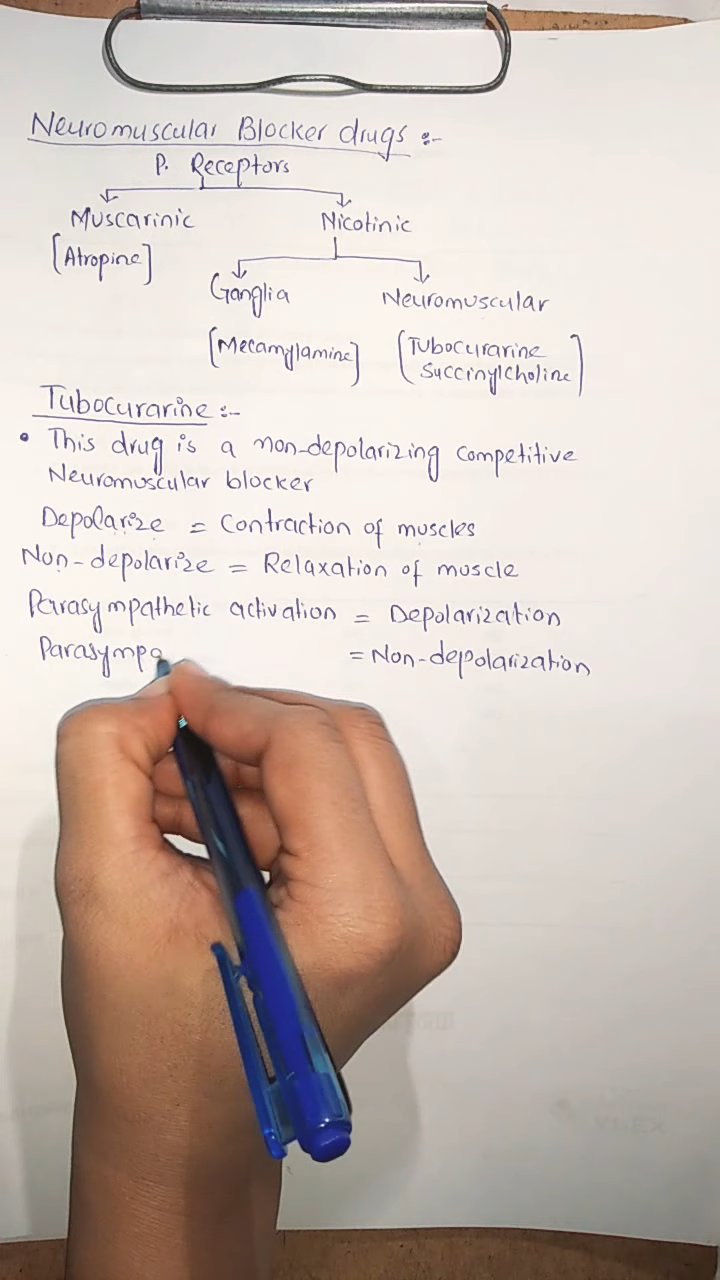 Neuromuscular Blocker drugs :-
P. Receptors
Muscarinic Nicotinic
[Atropine]
Ganglia Neuromuscular
[Mecamylamine] [Tubocurarine
Succinylcholine]
Tubocurarine :-
• This drug is a non-depolarizing competitive
Neuromuscular blocker
Depolarize = Contraction of muscles
Non-depolarize = Relaxation of muscle
Parasympathetic activation = Depolarization
Parasympa = Non-depolarization